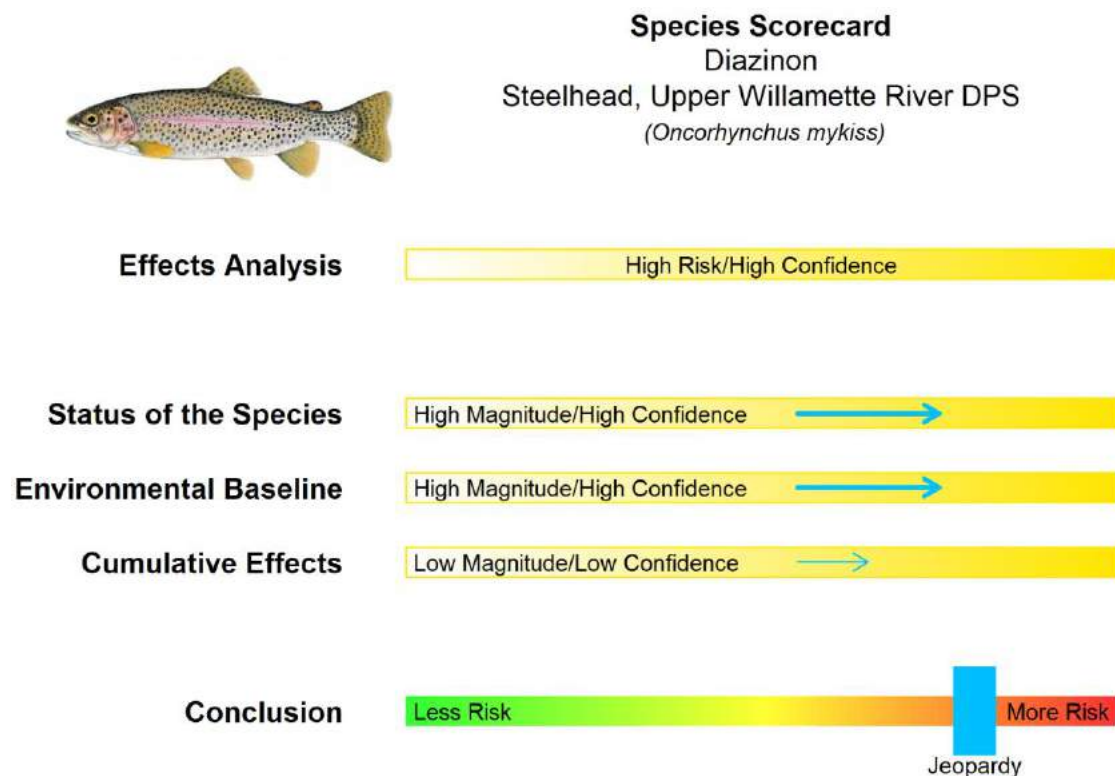 Species Scorecard
Diazinon
Steelhead, Upper Willamette River DPS
(Oncorhynchus mykiss)
Effects Analysis
High Risk/High Confidence
Status of the Species
High Magnitude/High Confidence
Environmental Baseline
High Magnitude/High Confidence
Cumulative Effects
Low Magnitude/Low Confidence
Conclusion
Less Risk
More Risk
Jeopardy